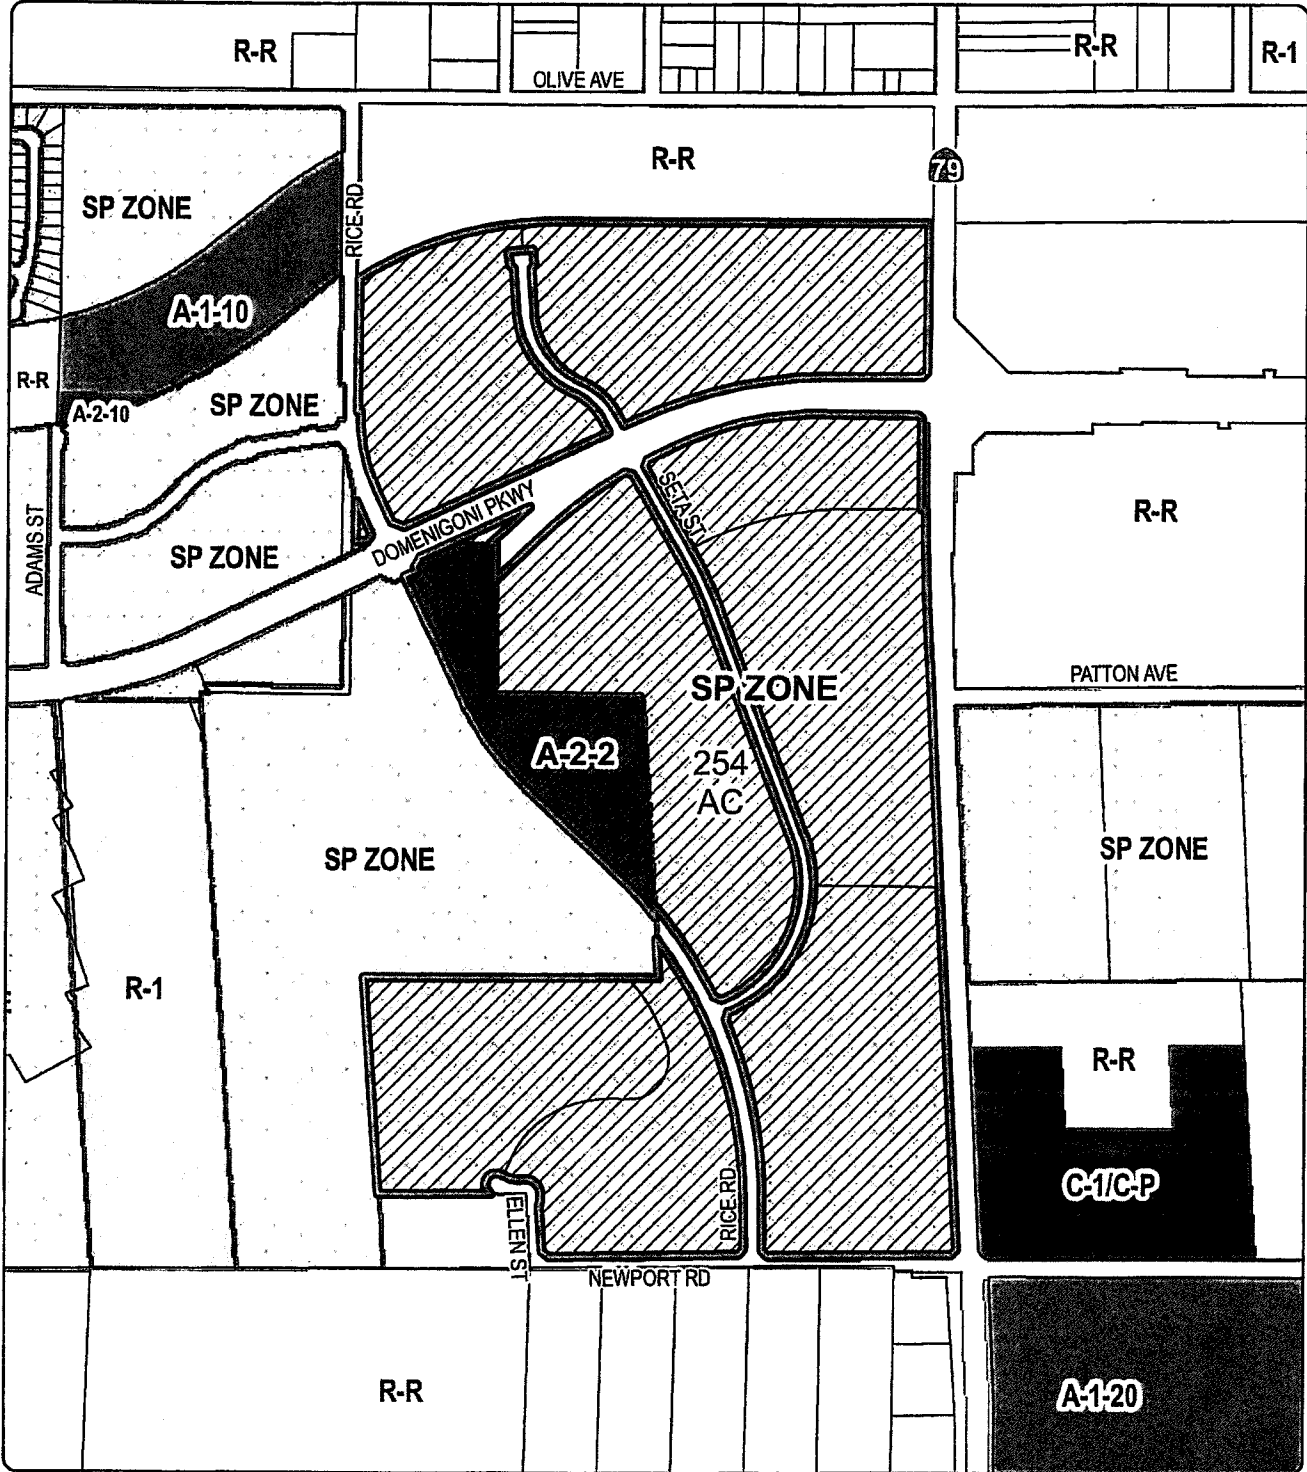 R-R
R-R
R-1
OLIVE AVE
R-R
79
SP ZONE
RICE RD
A-1-10
R-R
A-2-10
SP ZONE
SETA ST
DOMENIGONI PKWY
R-R
ADAMS ST
SP ZONE
PATTON AVE
SP ZONE
A-2-2
254
AC
SP ZONE
SP ZONE
R-1
R-R
C-1/C-P
RICE RD
ELLEN ST
NEWPORT RD
R-R
A-1-20